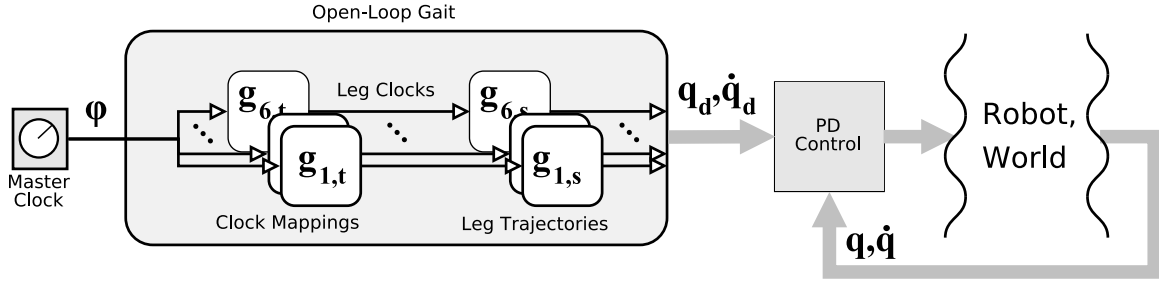 Open-Loop Gait
φ
Master
Clock
g6,t
g1,t
Clock Mappings
Leg Clocks
g6,s
g1,s
Leg Trajectories
qd,q̇d
PD
Control
Robot,
World
q,q̇